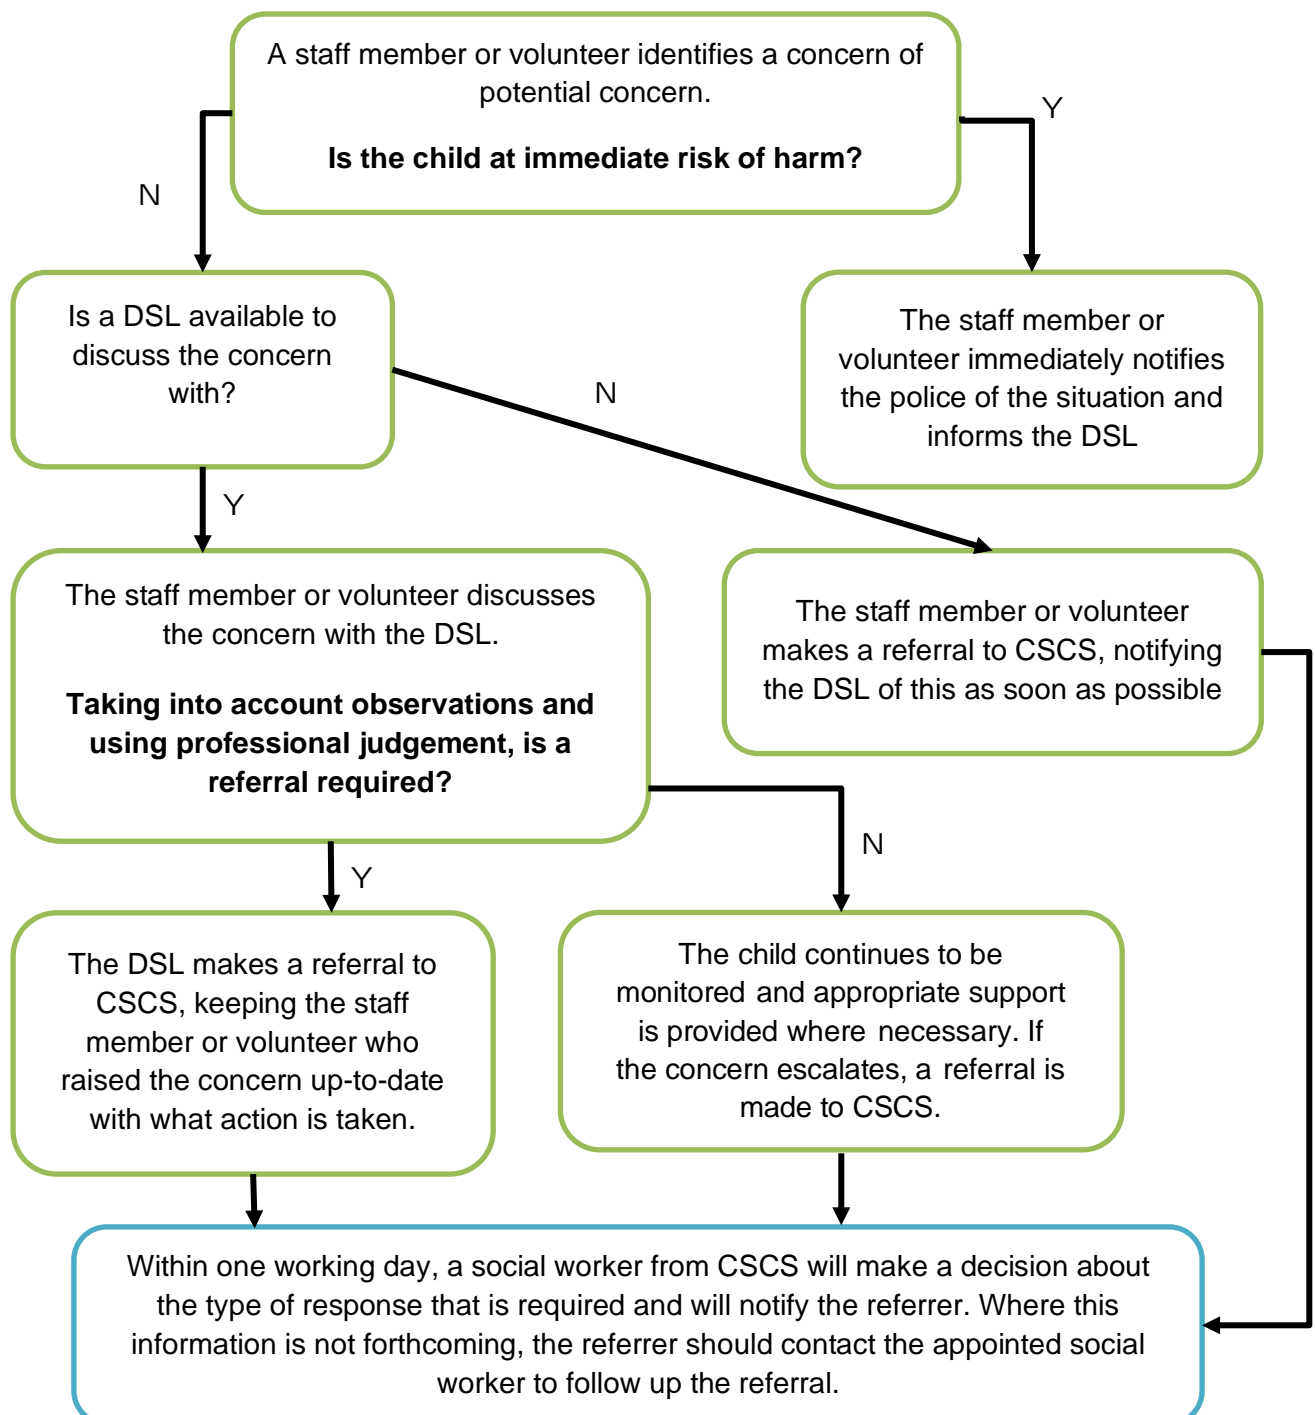 A staff member or volunteer identifies a concern of
potential concern.
Is the child at immediate risk of harm?
Y
N
Is a DSL available to
discuss the concern
with?
The staff member or
volunteer immediately notifies
the police of the situation and
informs the DSL
N
Y
The staff member or volunteer discusses
the concern with the DSL.
Taking into account observations and
using professional judgement, is a
referral required?
The staff member or volunteer
makes a referral to CSCS, notifying
the DSL of this as soon as possible
N
Y
The DSL makes a referral to
CSCS, keeping the staff
member or volunteer who
raised the concern up-to-date
with what action is taken.
The child continues to be
monitored and appropriate support
is provided where necessary. If
the concern escalates, a referral is
made to CSCS.
Within one working day, a social worker from CSCS will make a decision about
the type of response that is required and will notify the referrer. Where this
information is not forthcoming, the referrer should contact the appointed social
worker to follow up the referral.